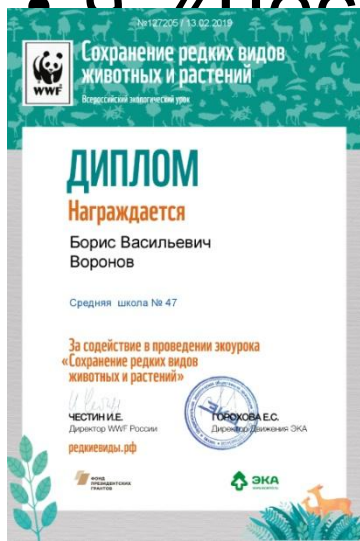 №127205 / 13.02.2019
WWF
Сохранение редких видов
животных и растений
Всероссийский экологический урок
ДИПЛОМ
Награждается
Борис Васильевич
Воронов
Средняя школа № 47
За содействие в проведении экоурока
«Сохранение редких видов
животных и растений»
ЧЕСТИН И.Е.
Директор WWF России
ГОРОХОВА Е.С.
Директор Движения ЭКА
редкиевиды.рф
ФОНД
ПРЕЗИДЕНТСКИХ
ГРАНТОВ
ЭКА